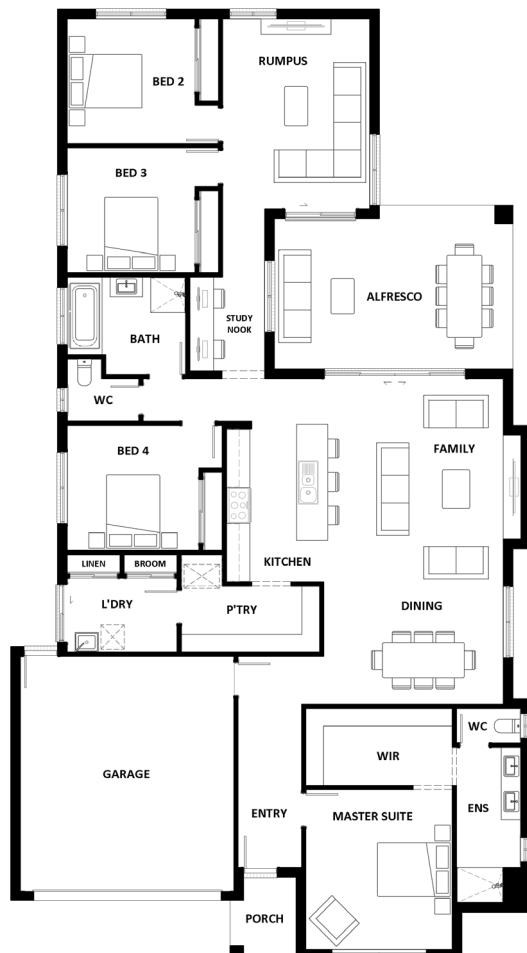 RUMPUS
BED 2
BED 3
ALFRESCO
STUDY
NOOK
BATH
WC
BED 4
FAMILY
KITCHEN
LINEN
BROOM
L'DRY
P'TRY
DINING
WC
WIR
GARAGE
ENTRY
MASTER SUITE
ENS
PORCH